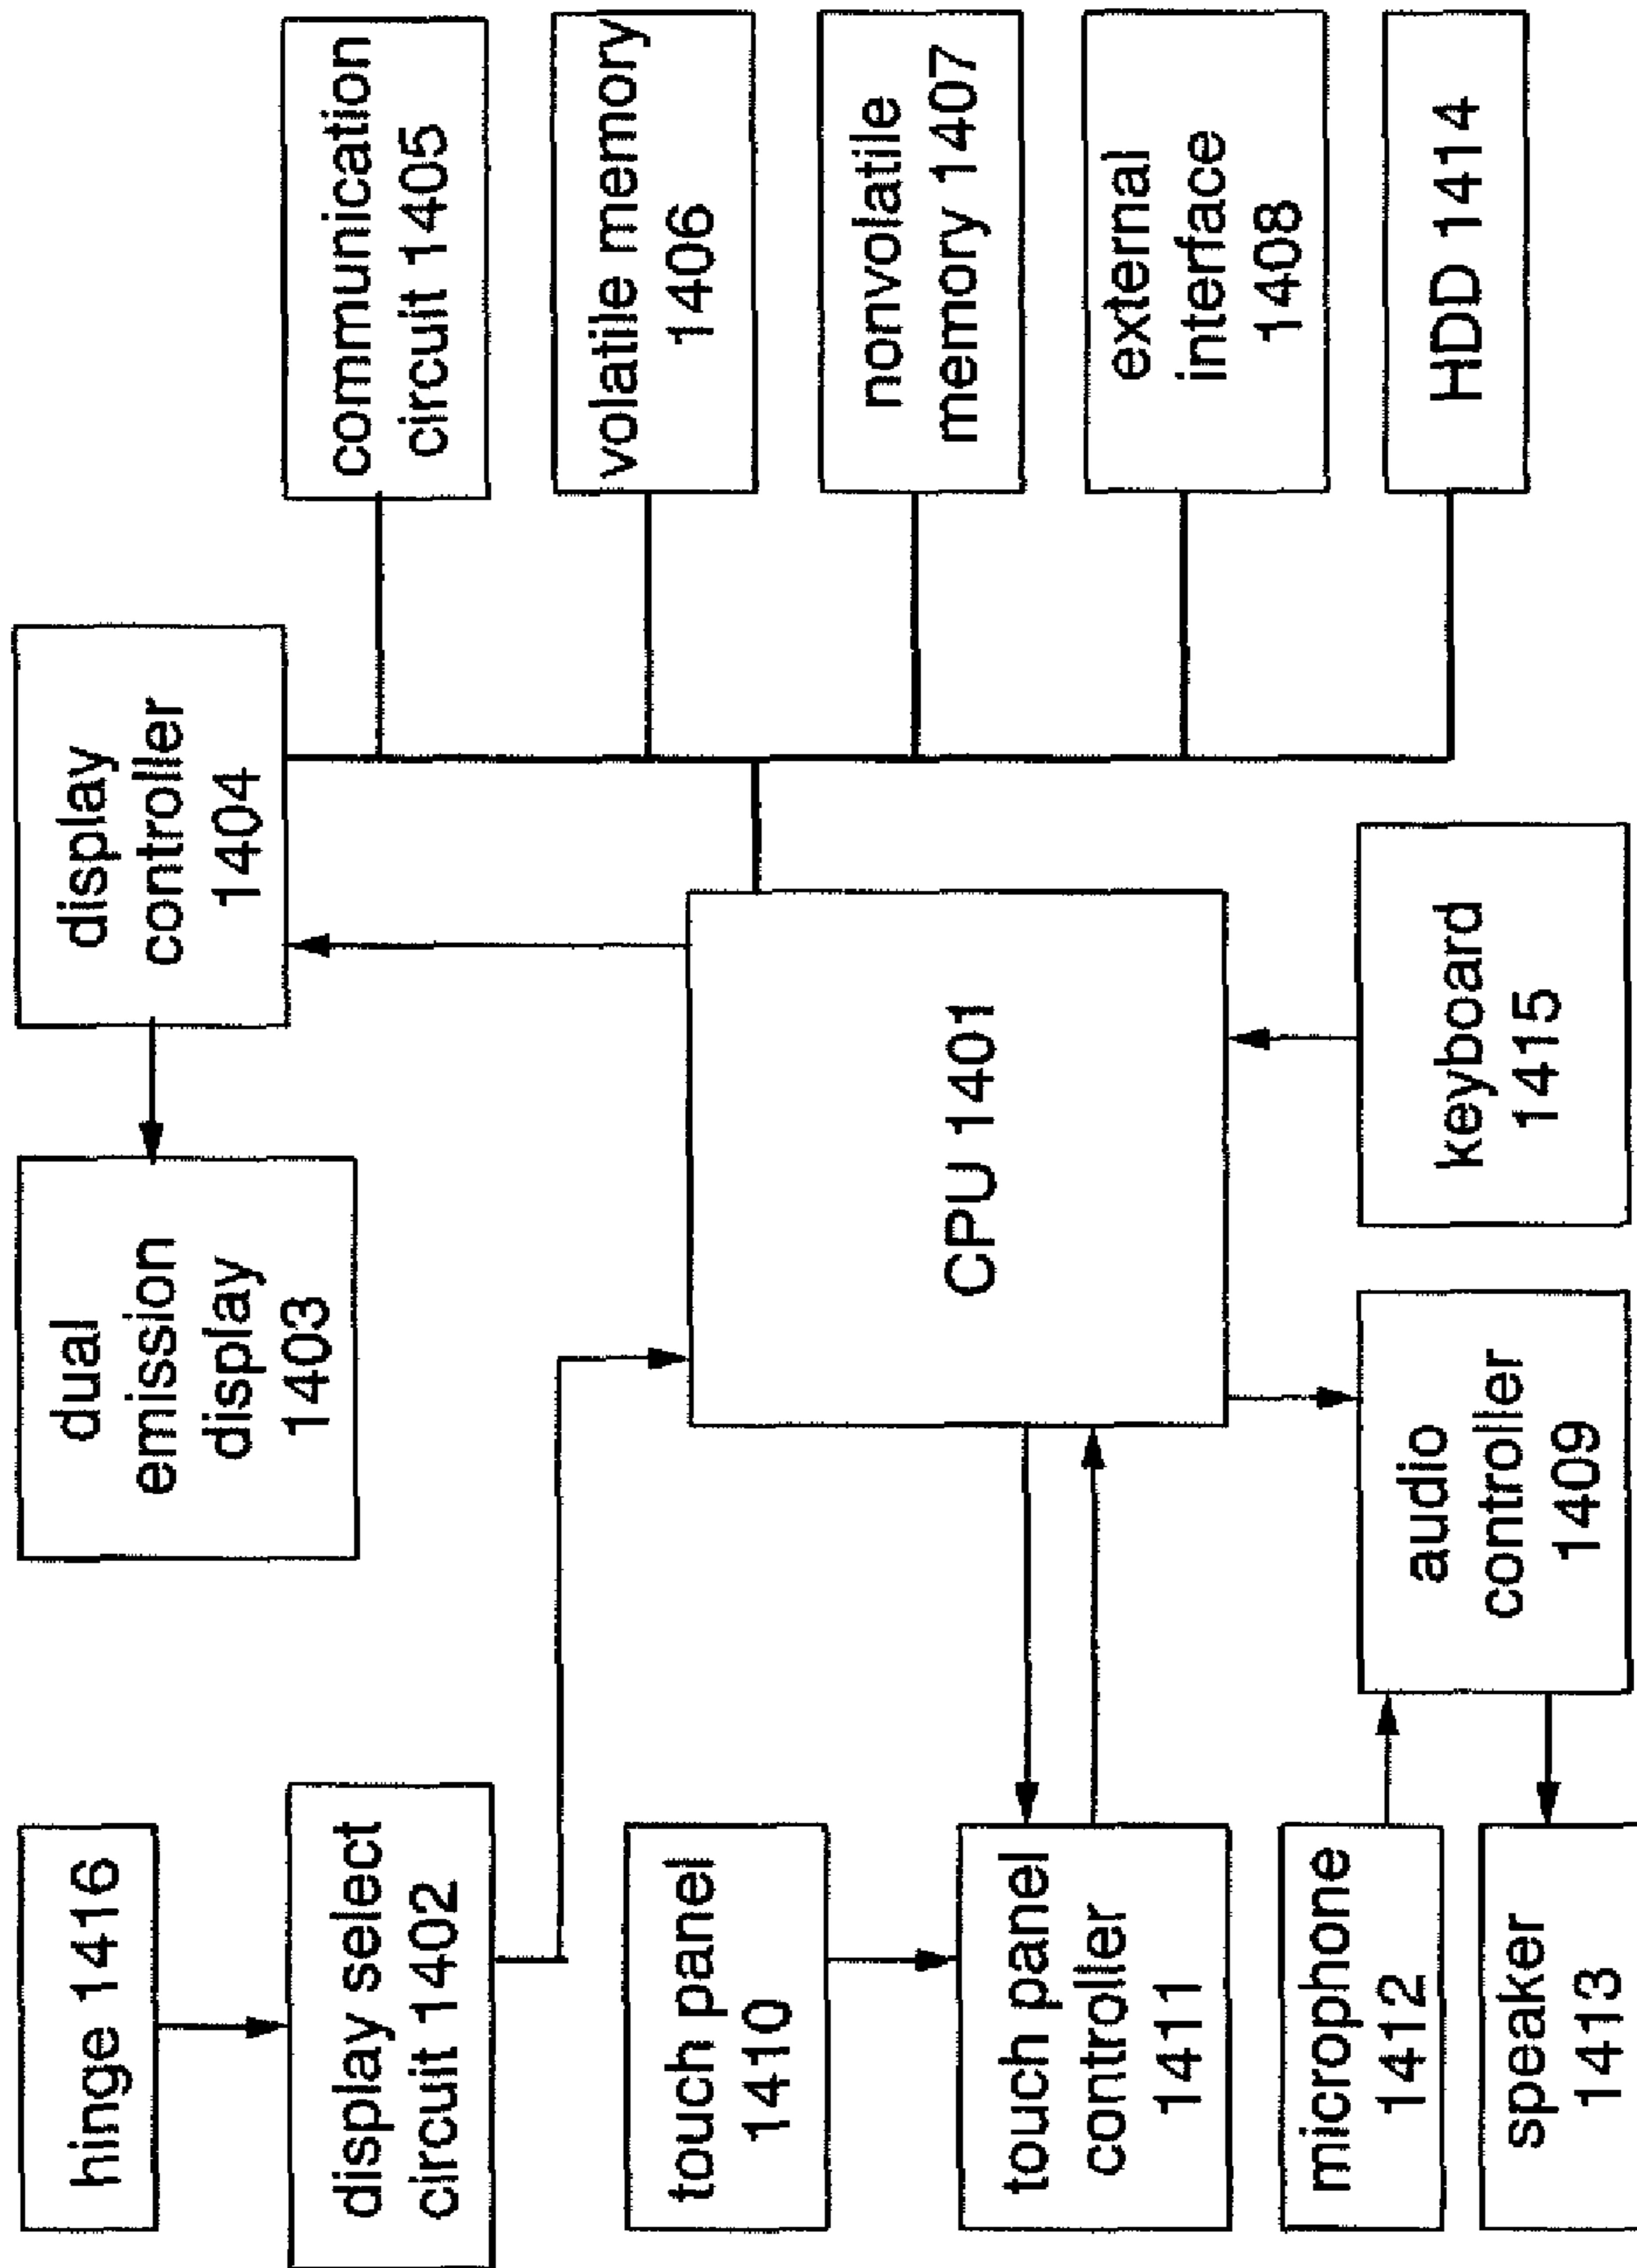 hinge 1416
display select
circuit 1402
touch panel
1410
touch panel
controller
1411
microphone
1412
speaker
1413
dual
emission
display
1403
display
controller
1404
CPU 1401
audio
controller
1409
keyboard
1415
communication
circuit 1405
volatile memory
1406
nonvolatile
memory 1407
external
interface
1408
HDD 1414